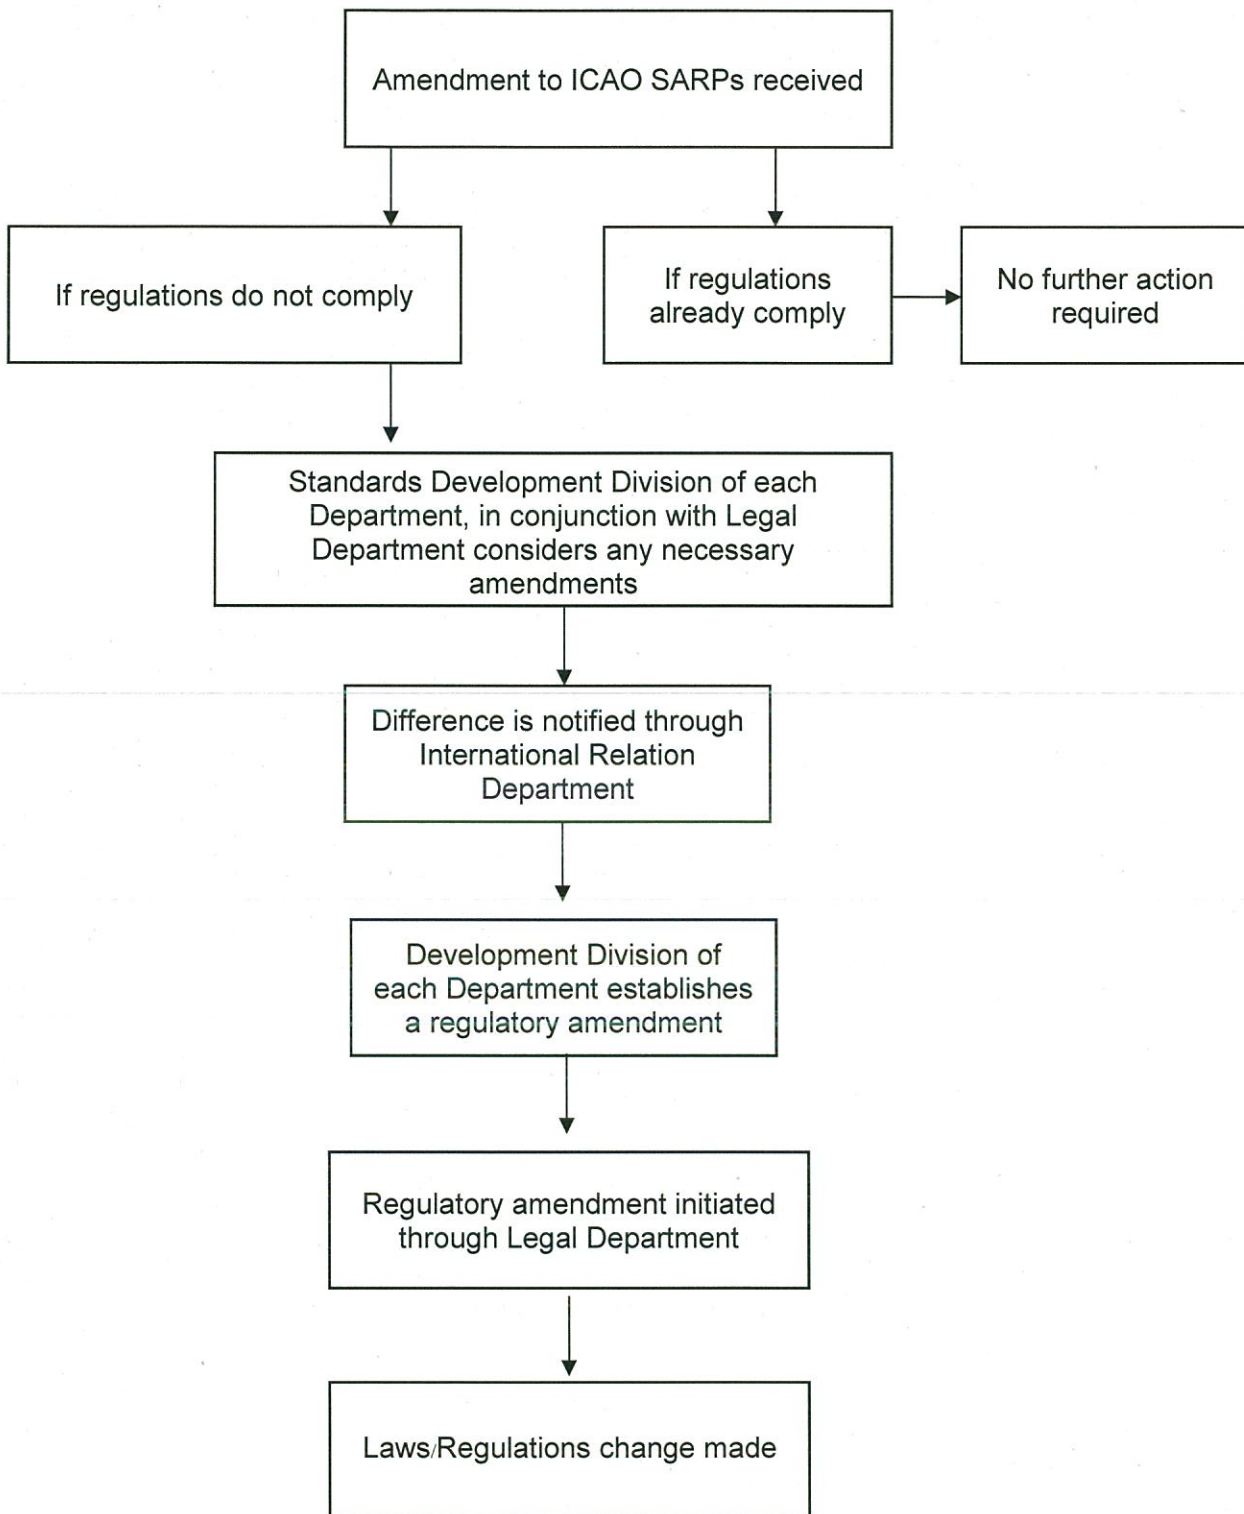 Amendment to ICAO SARPs received
If regulations do not comply
If regulations
already comply
No further action
required
Standards Development Division of each
Department, in conjunction with Legal
Department considers any necessary
amendments
Difference is notified through
International Relation
Department
Development Division of
each Department establishes
a regulatory amendment
Regulatory amendment initiated
through Legal Department
Laws/Regulations change made